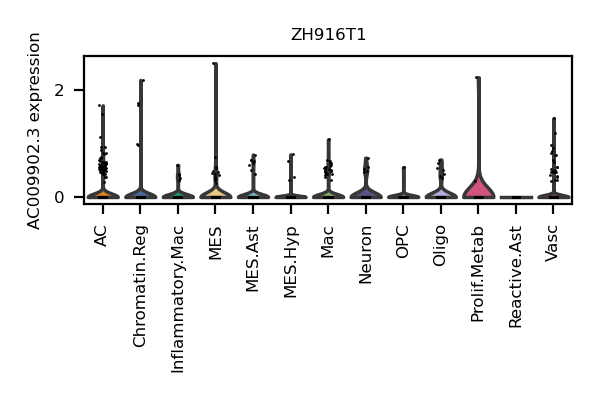 ZH916T1
AC009902.3 expression
2
0
AC
Chromatin.Reg
Inflammatory.Mac
MES
MES.Ast
MES.Hyp
Mac
Neuron
OPC
Oligo
Prolif.Metab
Reactive.Ast
Vasc